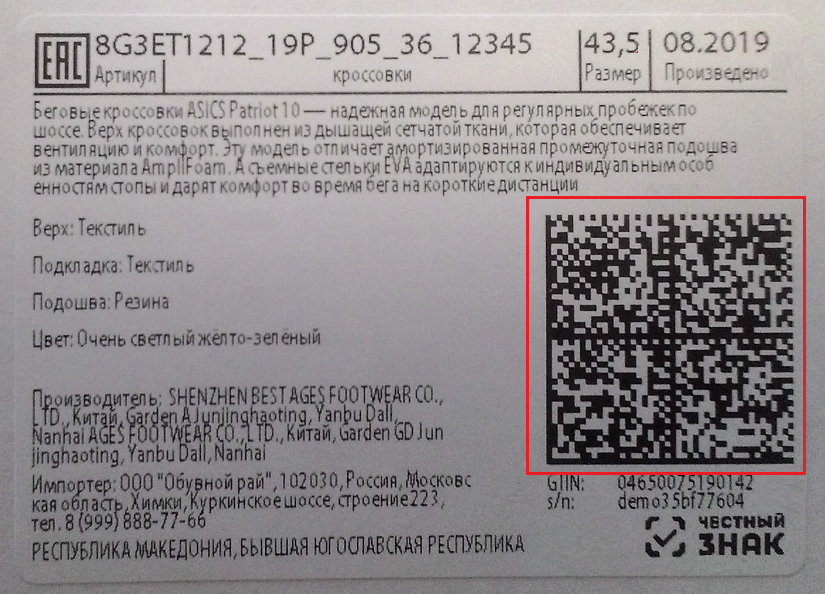 EAC 8G3ET1212_19P_905_36_12345 43,5 08.2019
Артикул кроссовки Размер Произведено
Беговые кроссовки ASICS Patriot 10 — надежная модель для регулярных пробежек по
шоссе. Верх кроссовок выполнен из дышащей сетчатой ткани, которая обеспечивает
вентиляцию и комфорт. Эту модель отличает амортизированная промежуточная подошва
из материала AmpliFoam. А съемные стельки EVA адаптируются к индивидуальным особ
енностям стопы и дарят комфорт во время бега на короткие дистанции
Верх: Текстиль
Подкладка: Текстиль
Подошва: Резина
Цвет: Очень светлый жёлто-зелёный
Производитель: SHENZHEN BEST AGES FOOTWEAR CO.,
LTD., Китай, Garden A Junjinghaoting, Yanbu Dall,
Nanhai AGES FOOTWEAR CO.,LTD., Китай, Garden GD Jun
jinghaoting, Yanbu Dall, Nanhai
Импортер: ООО "Обувной рай", 102030, Россия, Московс
кая область, Химки, Куркинское шоссе, строение 223,
тел. 8 (999) 888-77-66
РЕСПУБЛИКА МАКЕДОНИЯ, БЫВШАЯ ЮГОСЛАВСКАЯ РЕСПУБЛИКА
GTIN: 04650075190142
s/n: demo35bf77604
ЧЕСТНЫЙ
ЗНАК